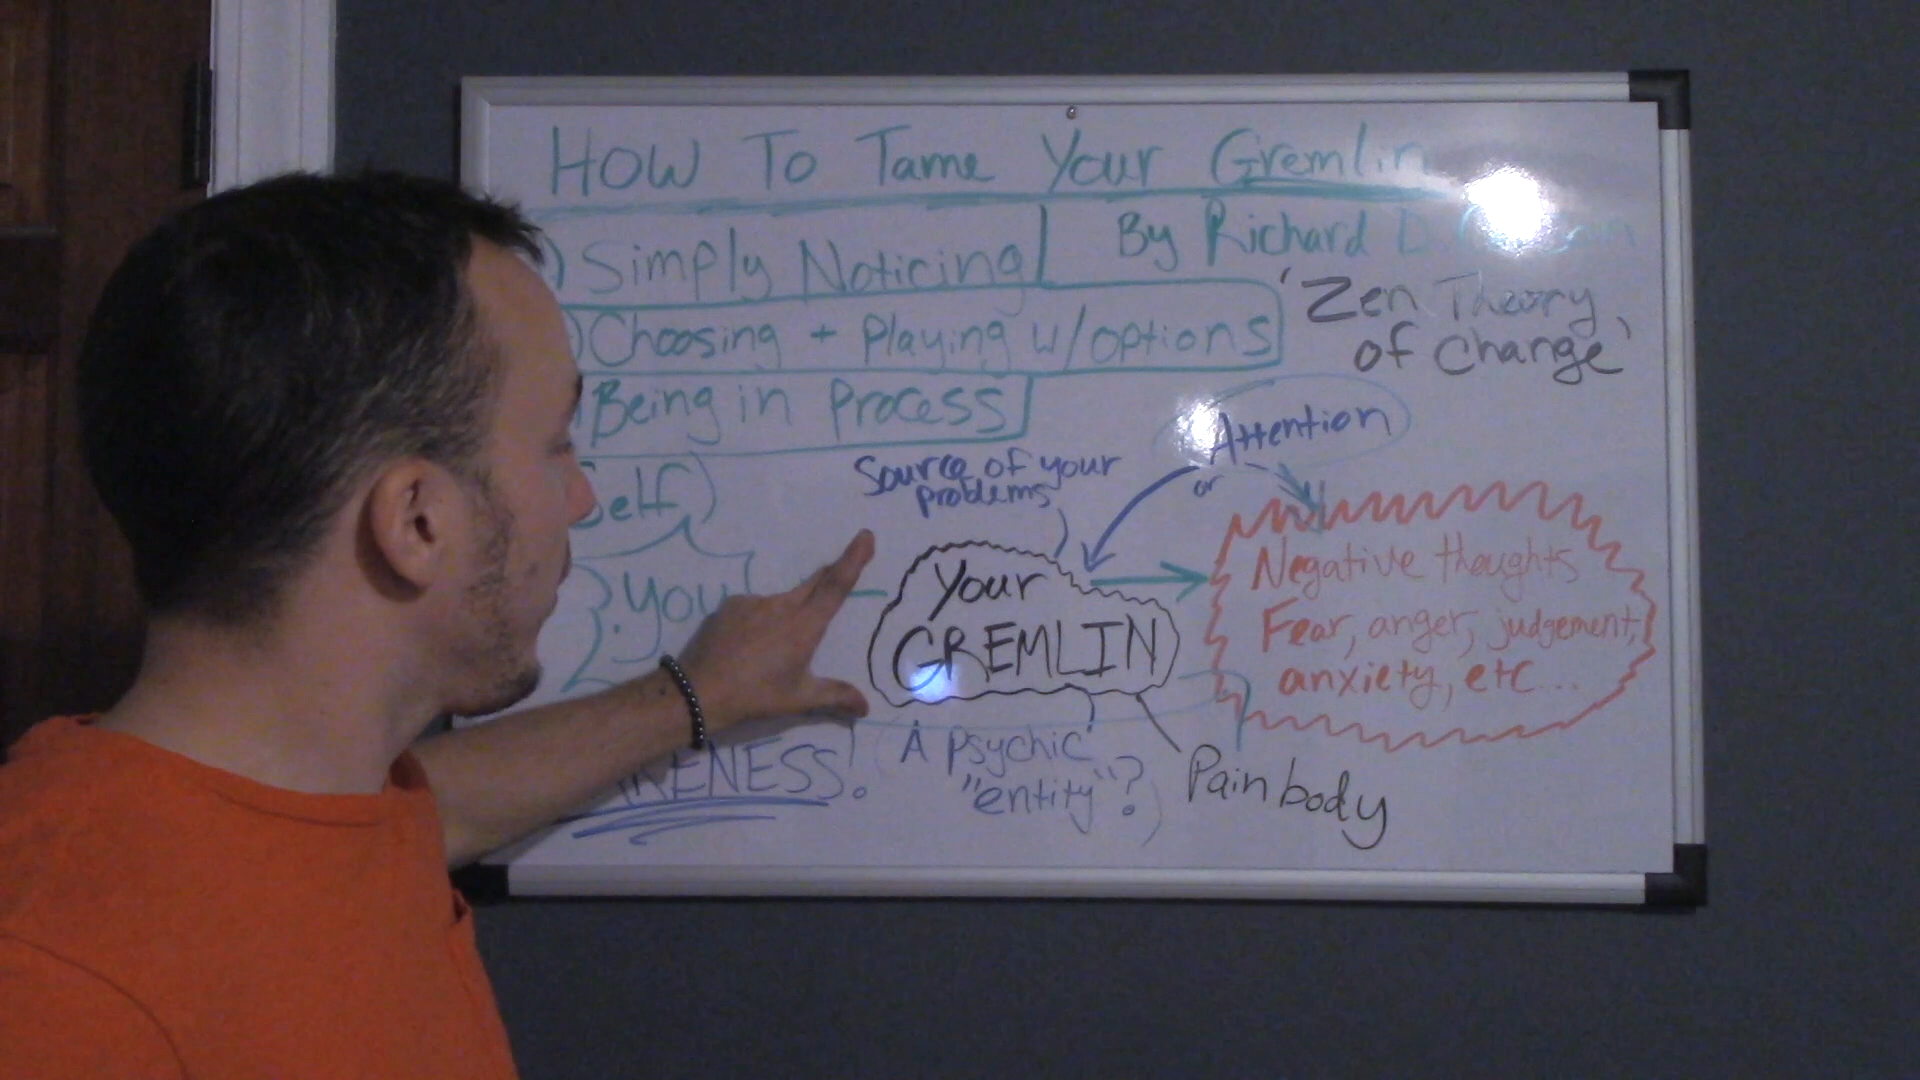 HOW To Tame Your Gremlin
) Simply Noticing
By Richard D
) Choosing + Playing w/options
'Zen Theory of Change'
Being in Process
Attention
or
Source of your
problems
Self)
You
Your
GREMLIN
Negative thoughts
Fear, anger, judgement,
anxiety, etc...
ARENESS!
(A psychic
"entity"?)
Pain body